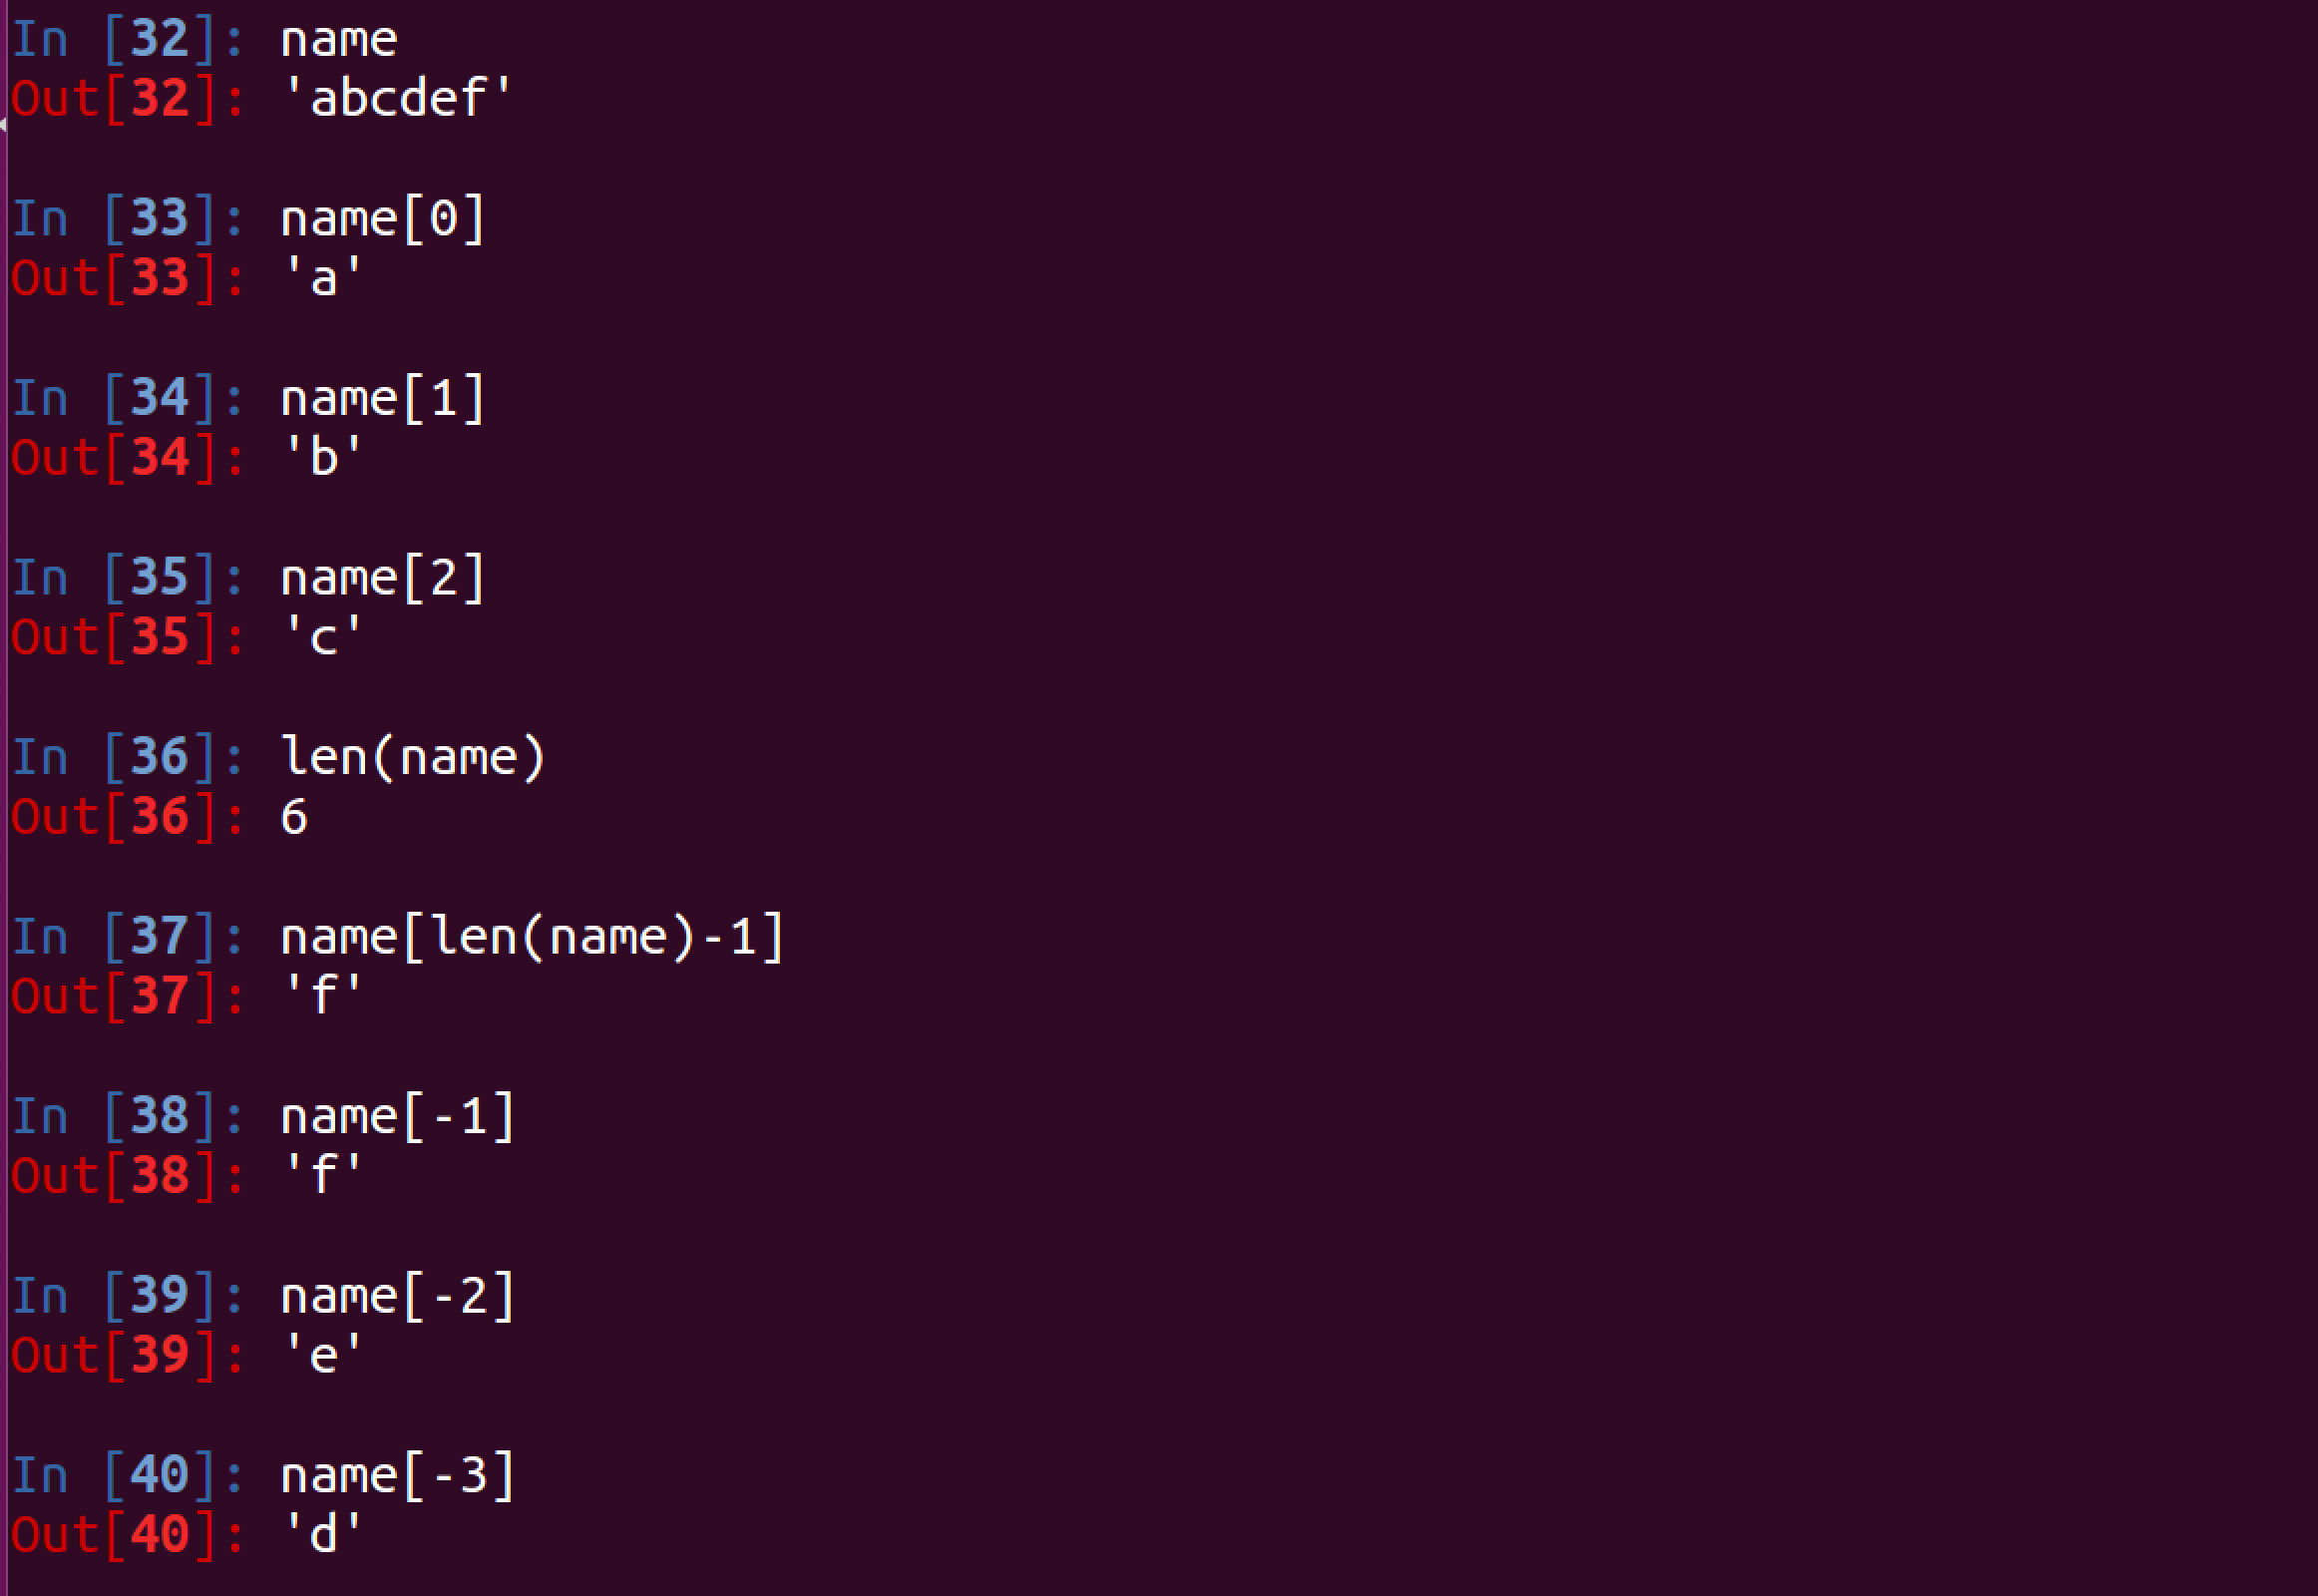 In [32]: name
Out[32]: 'abcdef'
In [33]: name[0]
Out[33]: 'a'
In [34]: name[1]
Out[34]: 'b'
In [35]: name[2]
Out[35]: 'c'
In [36]: len(name)
Out[36]: 6
In [37]: name[len(name)-1]
Out[37]: 'f'
In [38]: name[-1]
Out[38]: 'f'
In [39]: name[-2]
Out[39]: 'e'
In [40]: name[-3]
Out[40]: 'd'